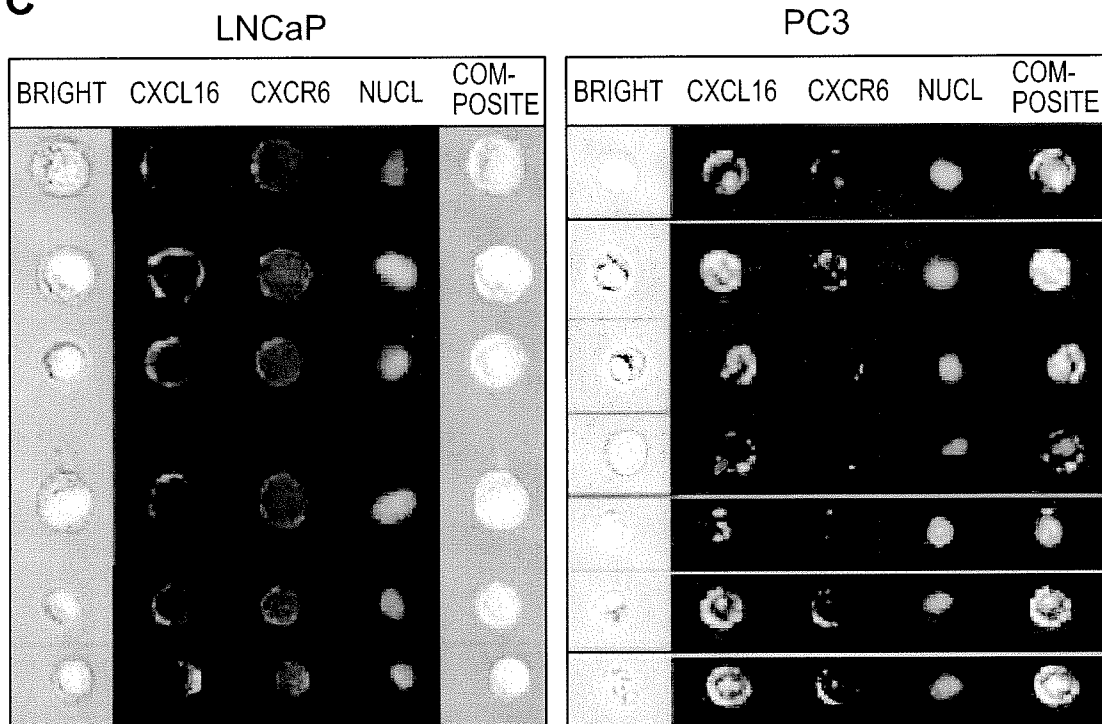 C
LNCaP
PC3
BRIGHT CXCL16 CXCR6 NUCL COM-
POSITE
BRIGHT CXCL16 CXCR6 NUCL COM-
POSITE